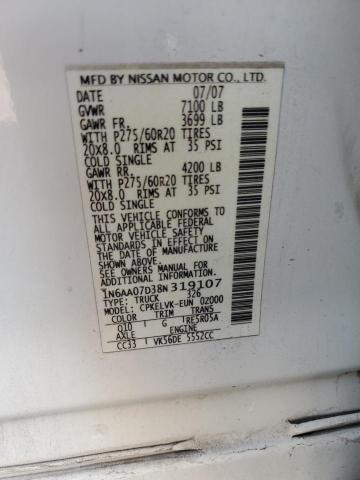 MFD BY NISSAN MOTOR CO., LTD.
DATE 07/07
GVWR 7100 LB
GAWR FR. 3699 LB
WITH P275/60R20 TIRES
20x8.0 RIMS AT 35 PSI
COLD SINGLE
GAWR RR. 4200 LB
WITH P275/60R20 TIRES
20x8.0 RIMS AT 35 PSI
COLD SINGLE
THIS VEHICLE CONFORMS TO
ALL APPLICABLE FEDERAL
MOTOR VEHICLE SAFETY
STANDARDS IN EFFECT ON
THE DATE OF MANUFACTURE
SEE OWNERS MANUAL FOR
ADDITIONAL INFORMATION
1N6AA07D38N319107
TYPE: TRUCK 326
MODEL: CPKELVK-EUN 02000
COLOR TRIM TRANS
Q10 G RE5R05A
AXLE ENGINE
CC33 VK56DE 5552CC